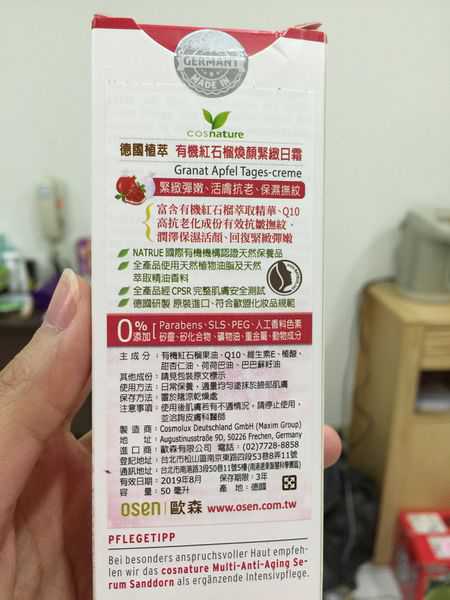 GERMANY
MADE IN
cosnature
德國植萃 有機紅石榴煥顏緊緻日霜
Granat Apfel Tages-creme
緊緻彈嫩、活膚抗老、保濕撫紋
富含有機紅石榴萃取精華、Q10
高抗老化成份有效抗皺撫紋，
潤澤保濕活顏、回復緊緻彈嫩
NATRUE 國際有機機構認證天然保養品
全產品使用天然植物油脂及天然
萃取精油香料
全產品經 CPSR 完整肌膚安全測試
德國研製 原裝進口、符合歐盟化妝品規範
0%添加 Parabens、SLS、PEG、人工香料色素
矽靈、矽化合物、礦物油、重金屬、動物成分
主成分：有機紅石榴果油、Q10、維生素E、橘酸、
甜杏仁油、荷荷巴油、巴巴蘇籽油
其他成份：請見包裝原文標示
使用方法：日常保養，適量均勻塗抹於臉部肌膚
保存方法：置於陰涼乾燥處
注意事項：使用後肌膚若有不適情況，請停止使用，
並洽詢皮膚科醫師
製造商：Cosmolux Deutschland GmbH (Maxim Group)
地址：Augustinusstraße 9D, 50226 Frechen, Germany
進口商：歐森有限公司 電話：(02)7728-8858
登記地址：台北市松山區南京東路四段53巷8弄11號
通訊地址：台北市南港路3段50巷11號5樓(南港遠東智慧科學園區)
有效日期：2019年8月 保存期限：3年
容量：50 毫升 產地：德國
osen 歐森 www.osen.com.tw
PFLEGETIPP
Bei besonders anspruchsvoller Haut empfeh-
len wir das cosnature Multi-Anti-Aging Se-
rum Sanddorn als ergänzende Intensivpflege.